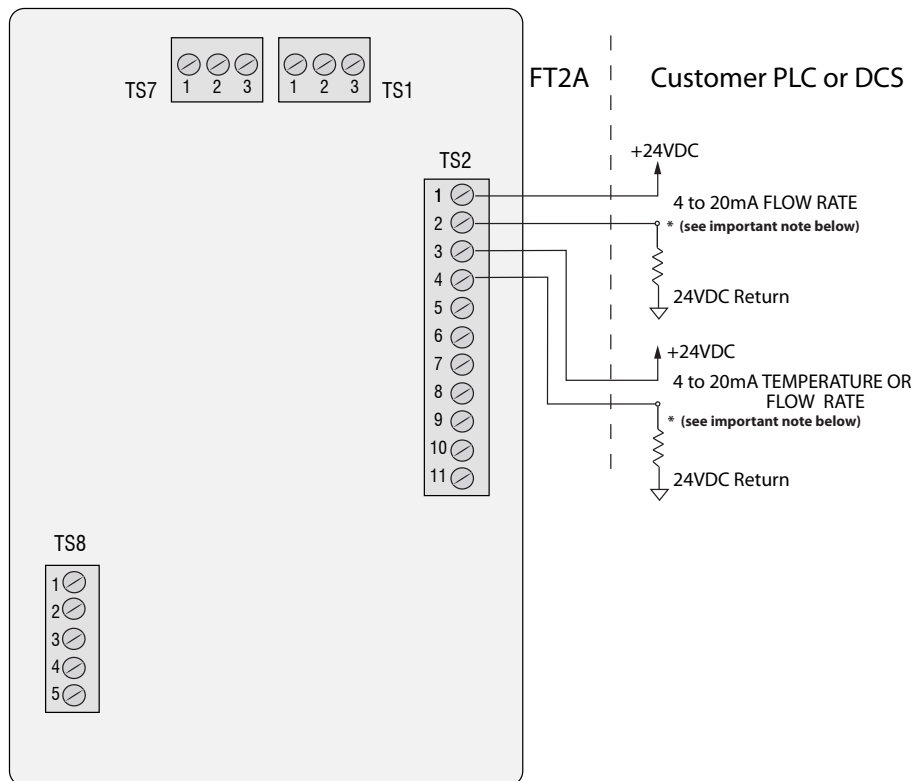 TS7
1 2 3
1 2 3
TS1
FT2A
Customer PLC or DCS
TS2
1
2
3
4
5
6
7
8
9
10
11
+24VDC
4 to 20mA FLOW RATE
* (see important note below)
24VDC Return
+24VDC
4 to 20mA TEMPERATURE OR
FLOW RATE
* (see important note below)
24VDC Return
TS8
1
2
3
4
5